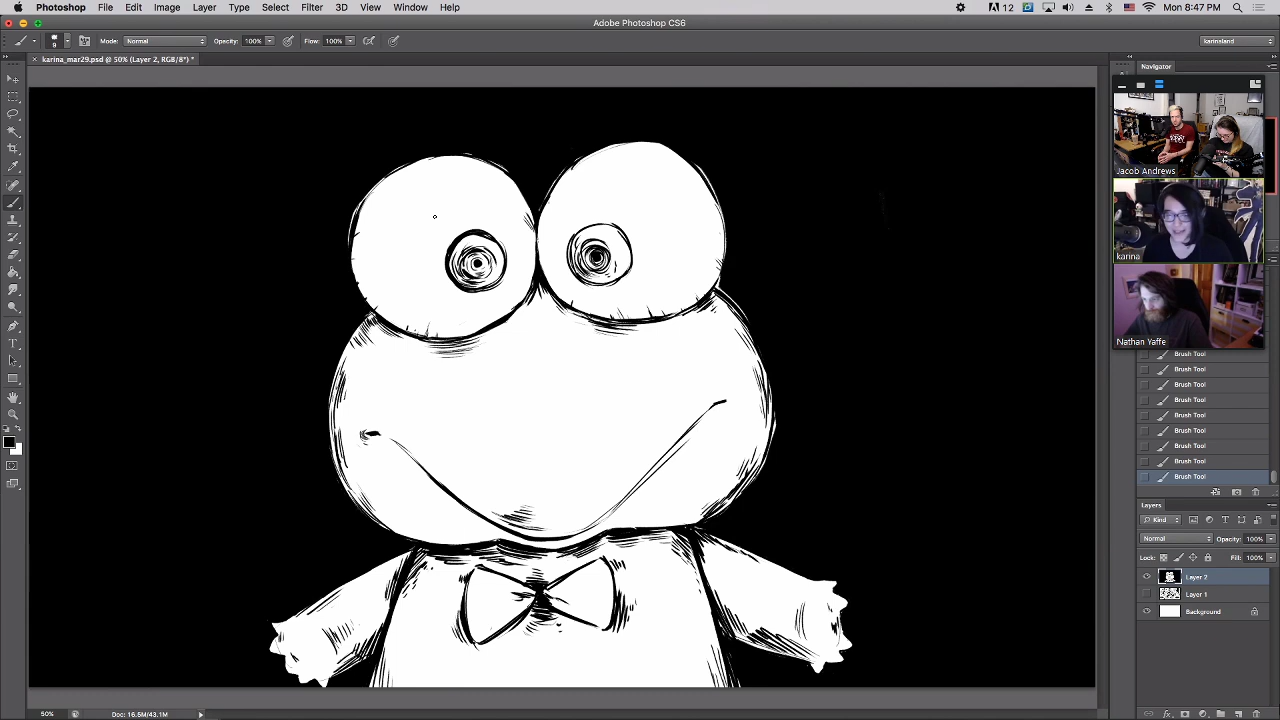 Photoshop File Edit Image Layer Type Select Filter 3D View Window Help 12 Mon 8:47 PM
Adobe Photoshop CS6
9 Mode: Normal Opacity: 100% Flow: 100% karinaland
× karina_mar29.psd @ 50% (Layer 2, RGB/8*) *
Navigator
Jacob Andrews
karina
Nathan Yaffe
Brush Tool
Brush Tool
Brush Tool
Brush Tool
Brush Tool
Brush Tool
Brush Tool
Brush Tool
Brush Tool
Layers
Kind
Normal Opacity: 100%
Lock: Fill: 100%
Layer 2
Layer 1
Background
50% Doc: 16.5M/43.1M